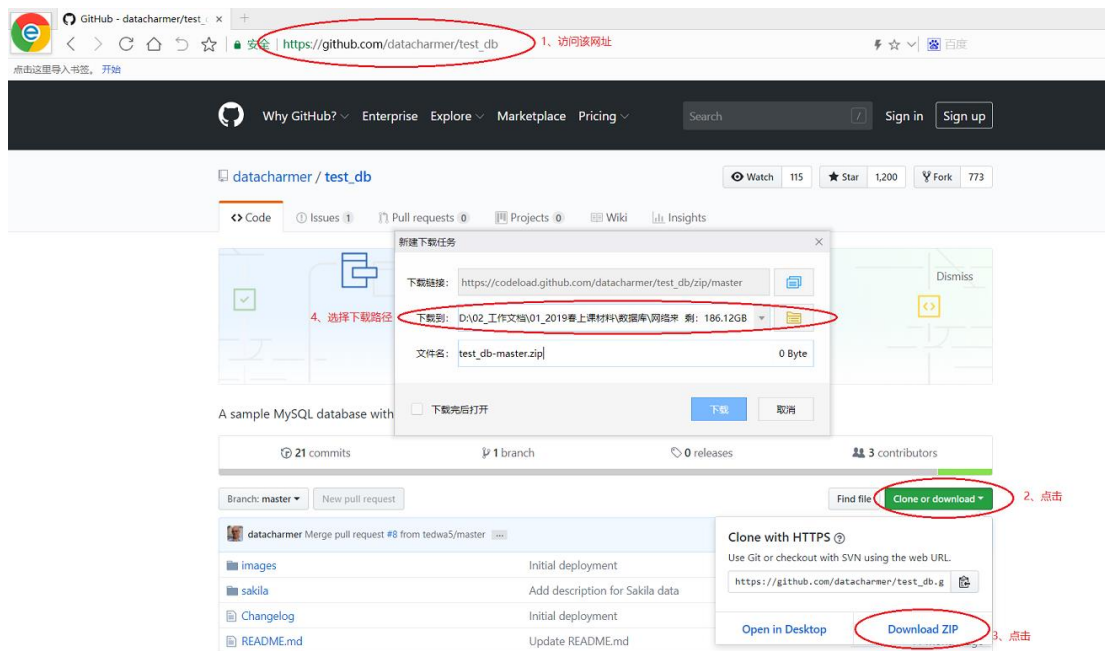 GitHub - datacharmer/test_
安全 https://github.com/datacharmer/test_db
1、访问该网址
百度
点击这里导入书签。 开始
Why GitHub? Enterprise Explore Marketplace Pricing Search / Sign in Sign up
datacharmer / test_db
Watch 115 Star 1,200 Fork 773
Code Issues 1 Pull requests 0 Projects 0 Wiki Insights
新建下载任务
Dismiss
下载链接: https://codeload.github.com/datacharmer/test_db/zip/master
4、选择下载路径
下载到: D:\02_工作文档\01_2019春上课材料\数据库\网络来 剩: 186.12GB
文件名: test_db-master.zip 0 Byte
下载完后打开 下载 取消
A sample MySQL database with
21 commits 1 branch 0 releases 3 contributors
Branch: master New pull request Find file Clone or download
2、点击
datacharmer Merge pull request #8 from tedwa5/master ...
Clone with HTTPS
Use Git or checkout with SVN using the web URL.
images Initial deployment
https://github.com/datacharmer/test_db.g
sakila Add description for Sakila data
Changelog Initial deployment
Open in Desktop Download ZIP
3、点击
README.md Update README.md